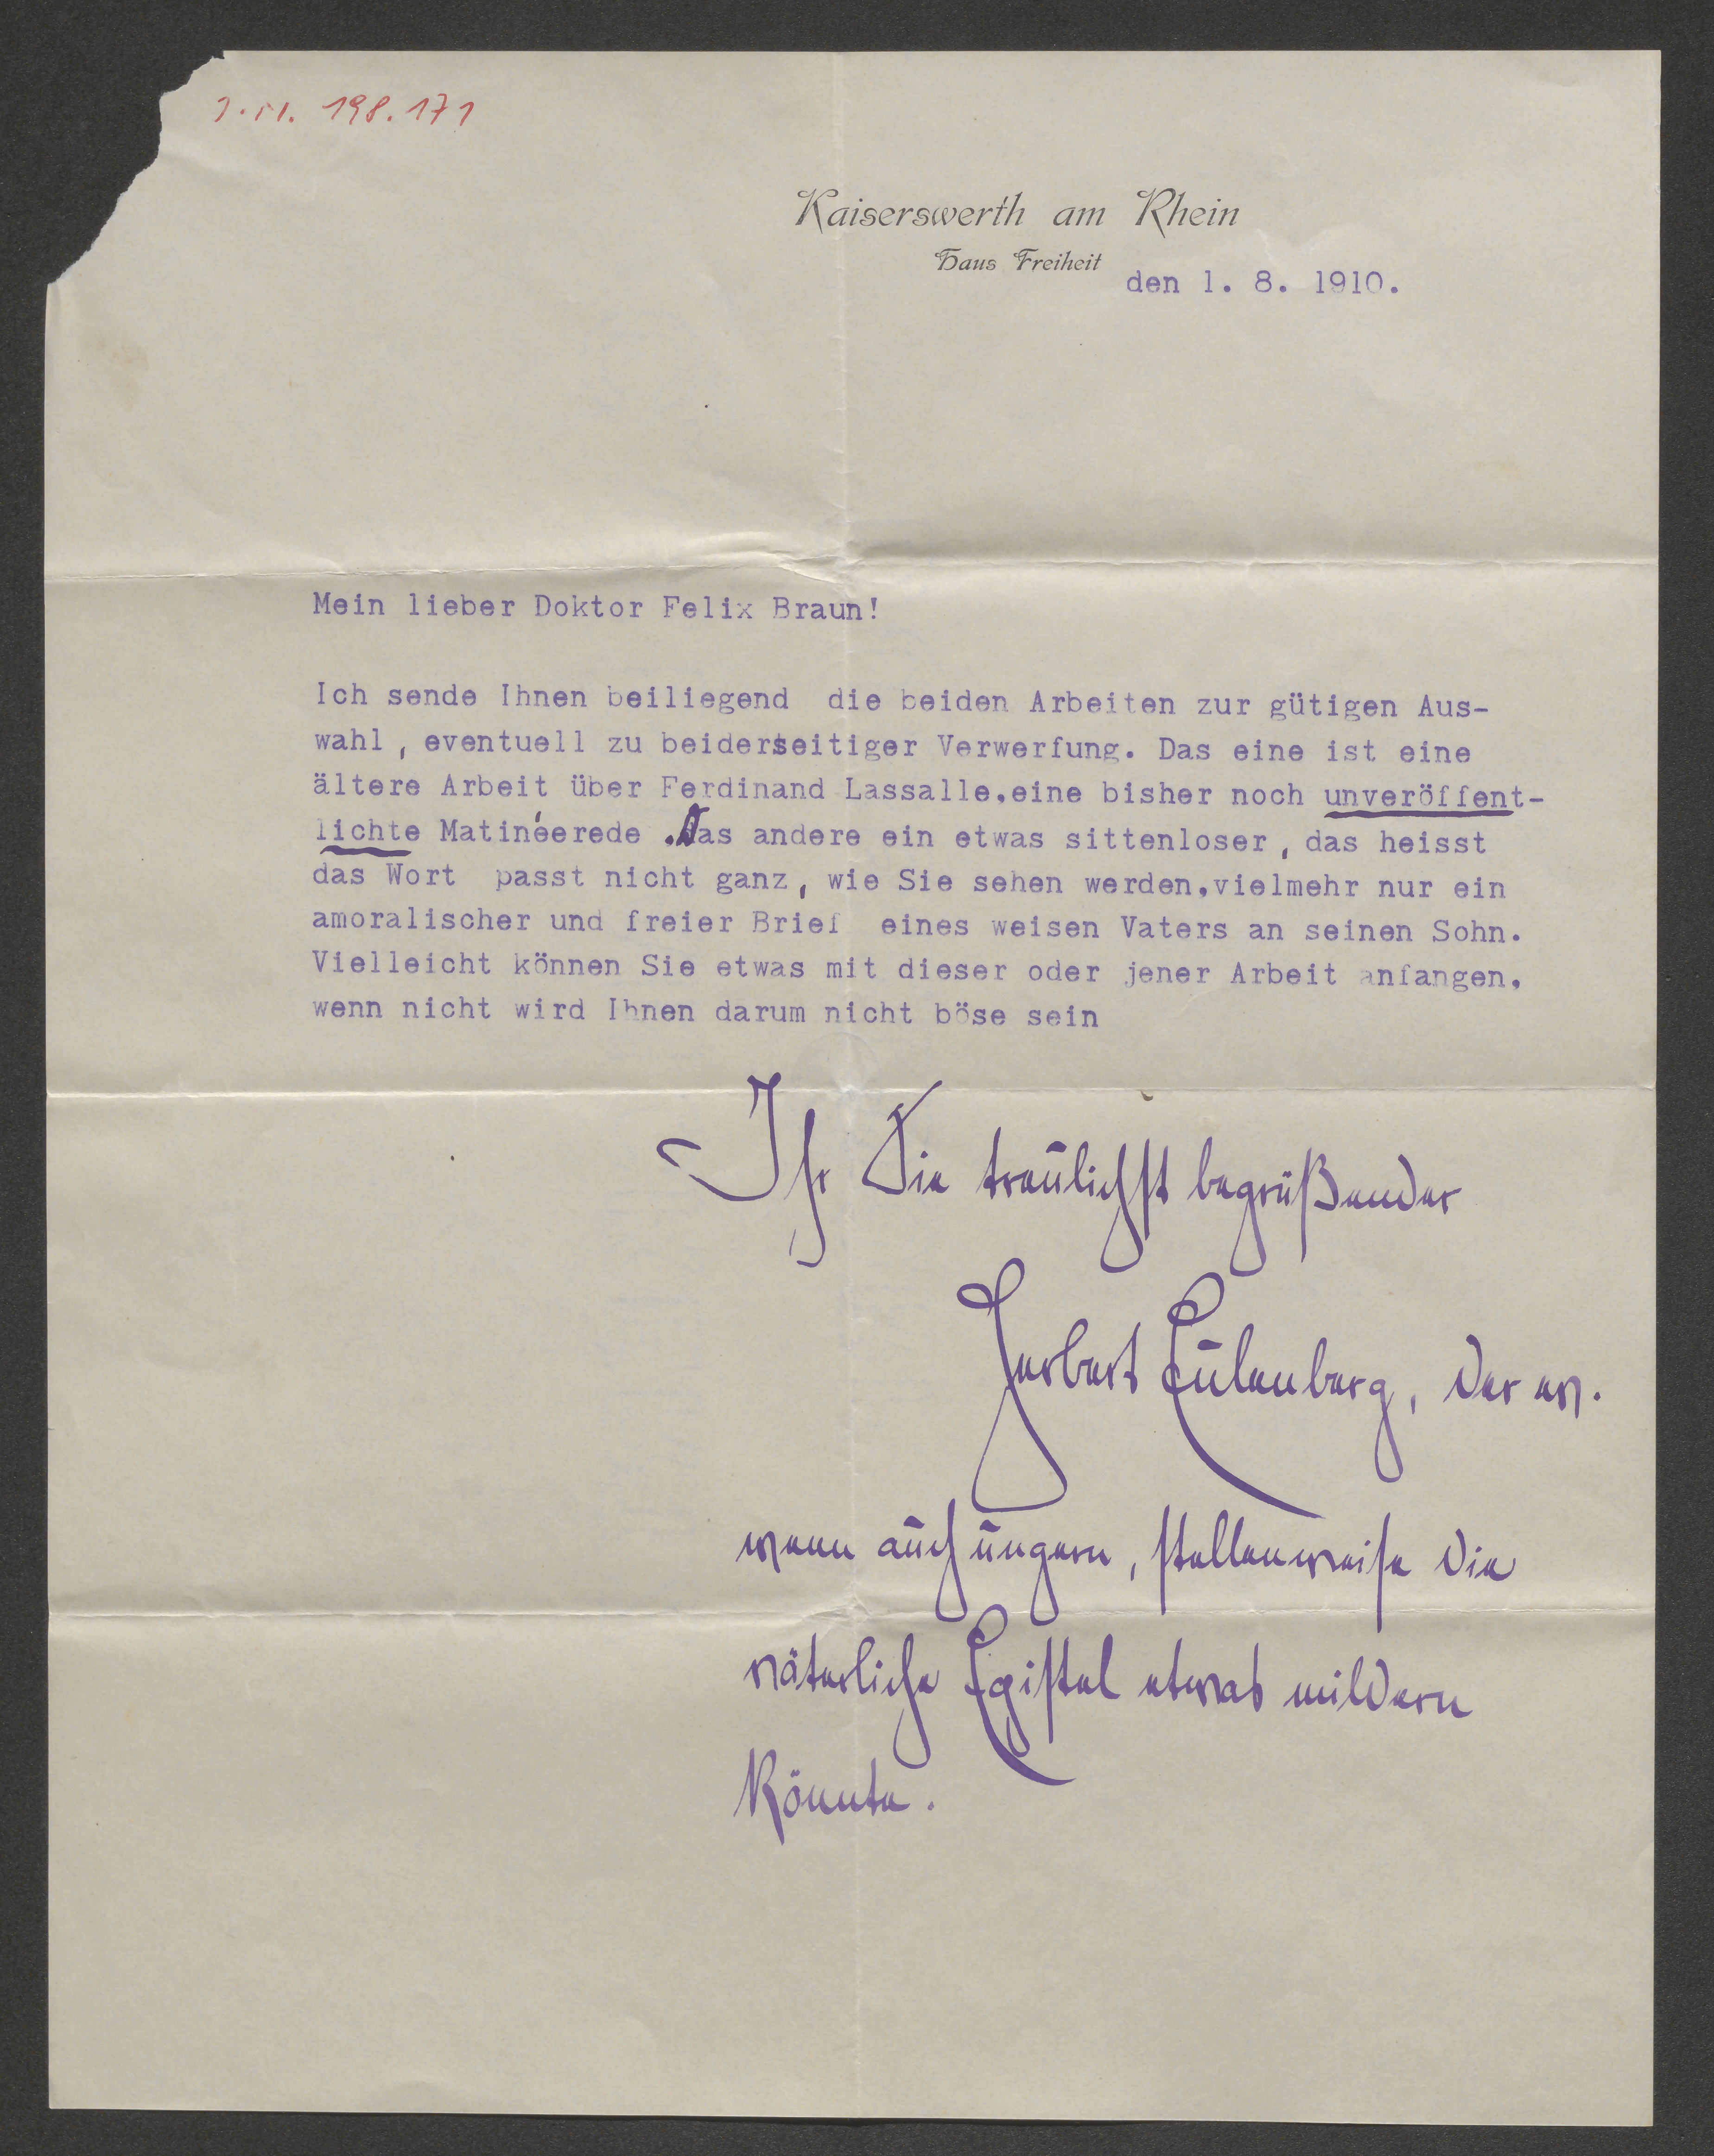 J.N. 198.171
Kaiserswerth am Rhein
Haus Freiheit
den 1. 8. 1910.
Mein lieber Doktor Felix Braun!
Ich sende Ihnen beiliegend die beiden Arbeiten zur gütigen Aus-
wahl, eventuell zu beiderseitiger Verwerfung. Das eine ist eine
ältere Arbeit über Ferdinand Lassalle,eine bisher noch unveröffent-
lichte Matinéerede .Das andere ein etwas sittenloser, das heisst
das Wort passt nicht ganz, wie Sie sehen werden,vielmehr nur ein
amoralischer und freier Brief eines weisen Vaters an seinen Sohn.
Vielleicht können Sie etwas mit dieser oder jener Arbeit anfangen,
wenn nicht wird Ihnen darum nicht böse sein
Ihr Sie treulichst begrüßender
Herbert Eulenberg, der ev.
wenn auch ungern, stellenweise die
väterliche Epistel etwas mildern
könnte.